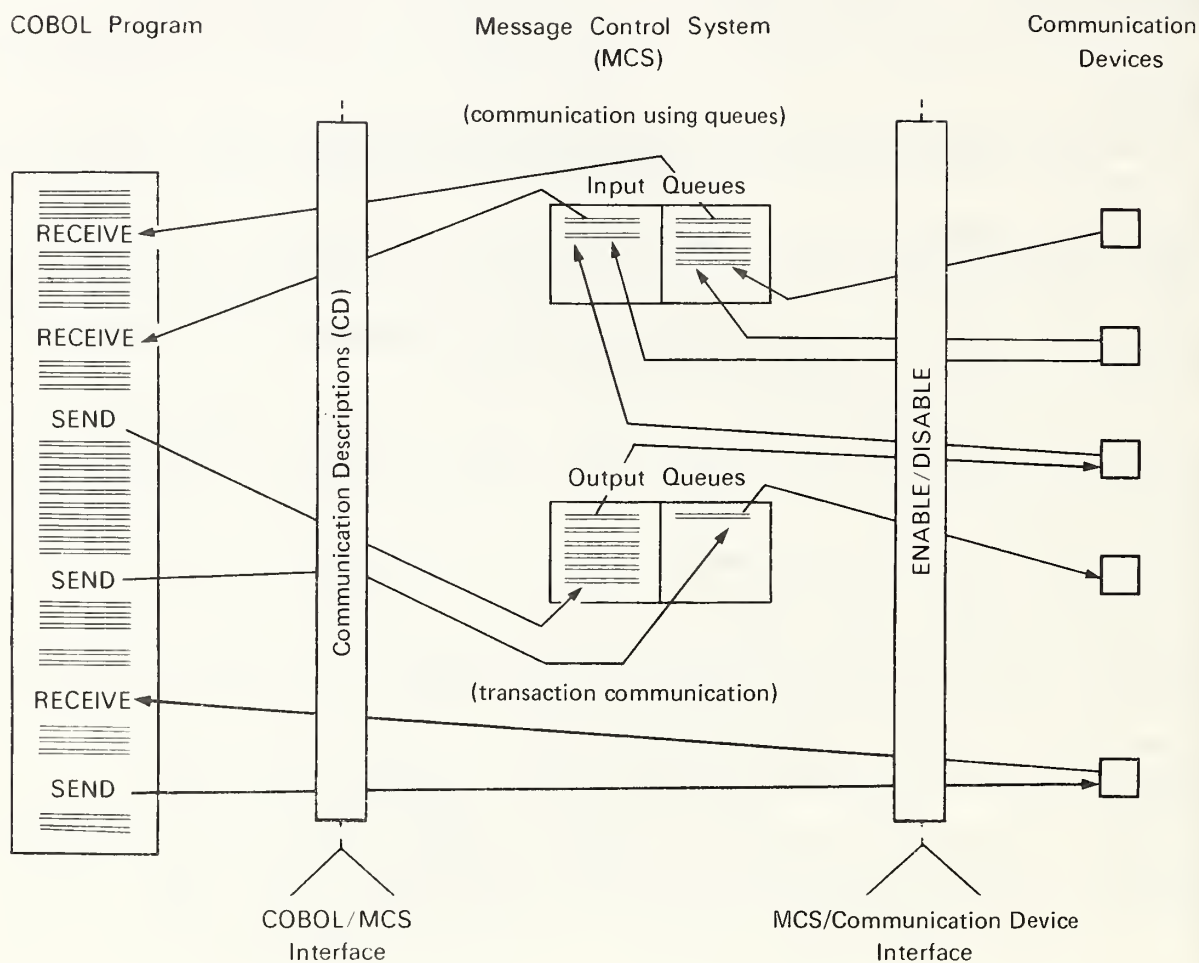 COBOL Program
Message Control System
(MCS)
Communication
Devices
(communication using queues)
Input Queues
RECEIVE
RECEIVE
SEND
Communication Descriptions (CD)
ENABLE/DISABLE
Output Queues
SEND
(transaction communication)
RECEIVE
SEND
COBOL/MCS
Interface
MCS/Communication Device
Interface